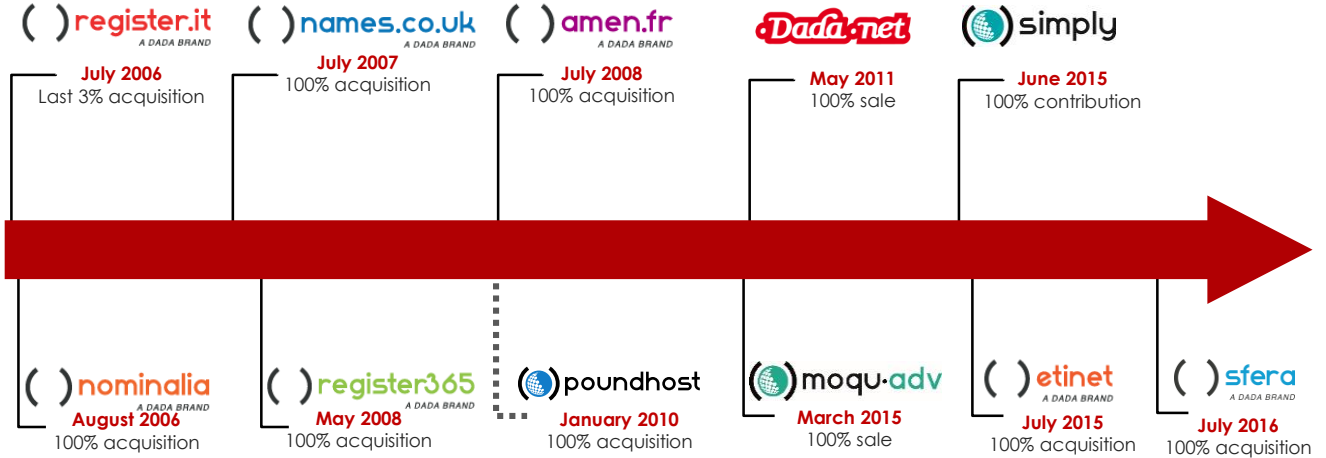 register.it
A DADA BRAND
July 2006
Last 3% acquisition
names.co.uk
A DADA BRAND
July 2007
100% acquisition
amen.fr
A DADA BRAND
July 2008
100% acquisition
Dada.net
May 2011
100% sale
simply
June 2015
100% contribution
nominalia
A DADA BRAND
August 2006
100% acquisition
register365
A DADA BRAND
May 2008
100% acquisition
poundhost
January 2010
100% acquisition
moqu.adv
March 2015
100% sale
etinet
A DADA BRAND
July 2015
100% acquisition
sfera
A DADA BRAND
July 2016
100% acquisition